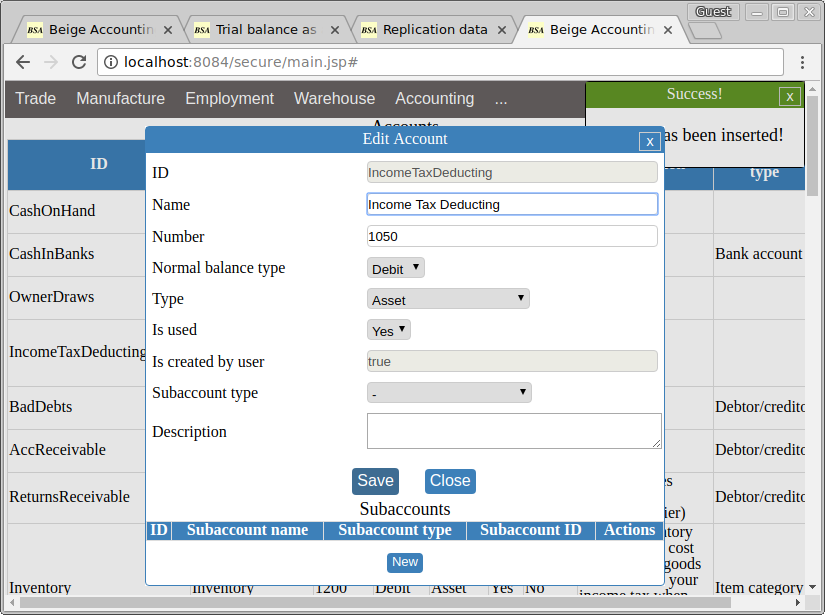 Guest
BSA Beige Accountin
BSA Trial balance as
BSA Replication data
BSA Beige Accountin
localhost:8084/secure/main.jsp#
Trade Manufacture Employment Warehouse Accounting ...
Success! x
as been inserted!
Accounts
Edit Account x
ID
type
ID IncomeTaxDeducting
Name Income Tax Deducting
Number 1050
Normal balance type Debit
Type Asset
Is used Yes
Is created by user true
Subaccount type -
Description
Save Close
Subaccounts
ID Subaccount name Subaccount type Subaccount ID Actions
New
CashOnHand
CashInBanks Bank account
OwnerDraws
IncomeTaxDeducting
BadDebts Debtor/credito
AccReceivable Debtor/credito
ReturnsReceivable Debtor/credito
es
ier)
tory
cost
goods
your
Inventory Inventory 1200 Debit Asset Yes No income tax when Item category